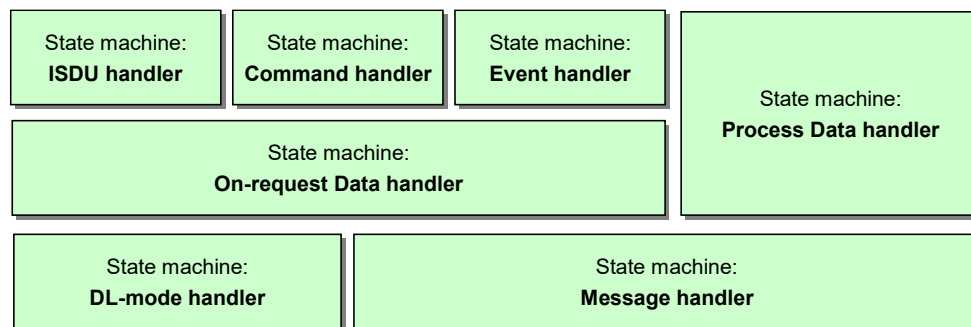 State machine:
ISDU handler
State machine:
Command handler
State machine:
Event handler
State machine:
Process Data handler
State machine:
On-request Data handler
State machine:
DL-mode handler
State machine:
Message handler